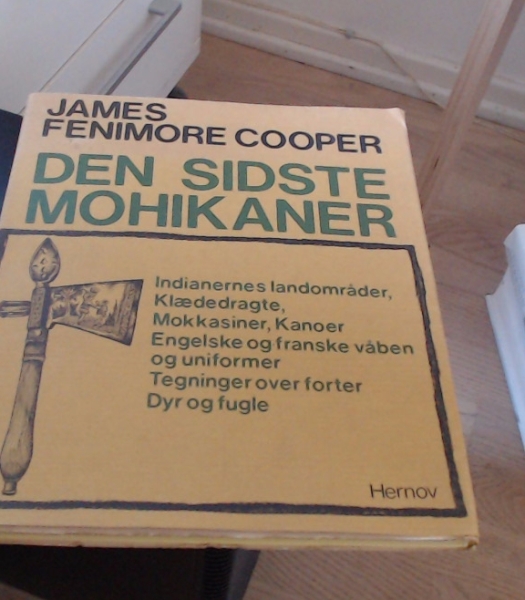 JAMES
FENIMORE COOPER
DEN SIDSTE
MOHIKANER
Indianernes landområder,
Klædedragte,
Mokkasiner, Kanoer
Engelske og franske våben
og uniformer
Tegninger over forter
Dyr og fugle
Hernov